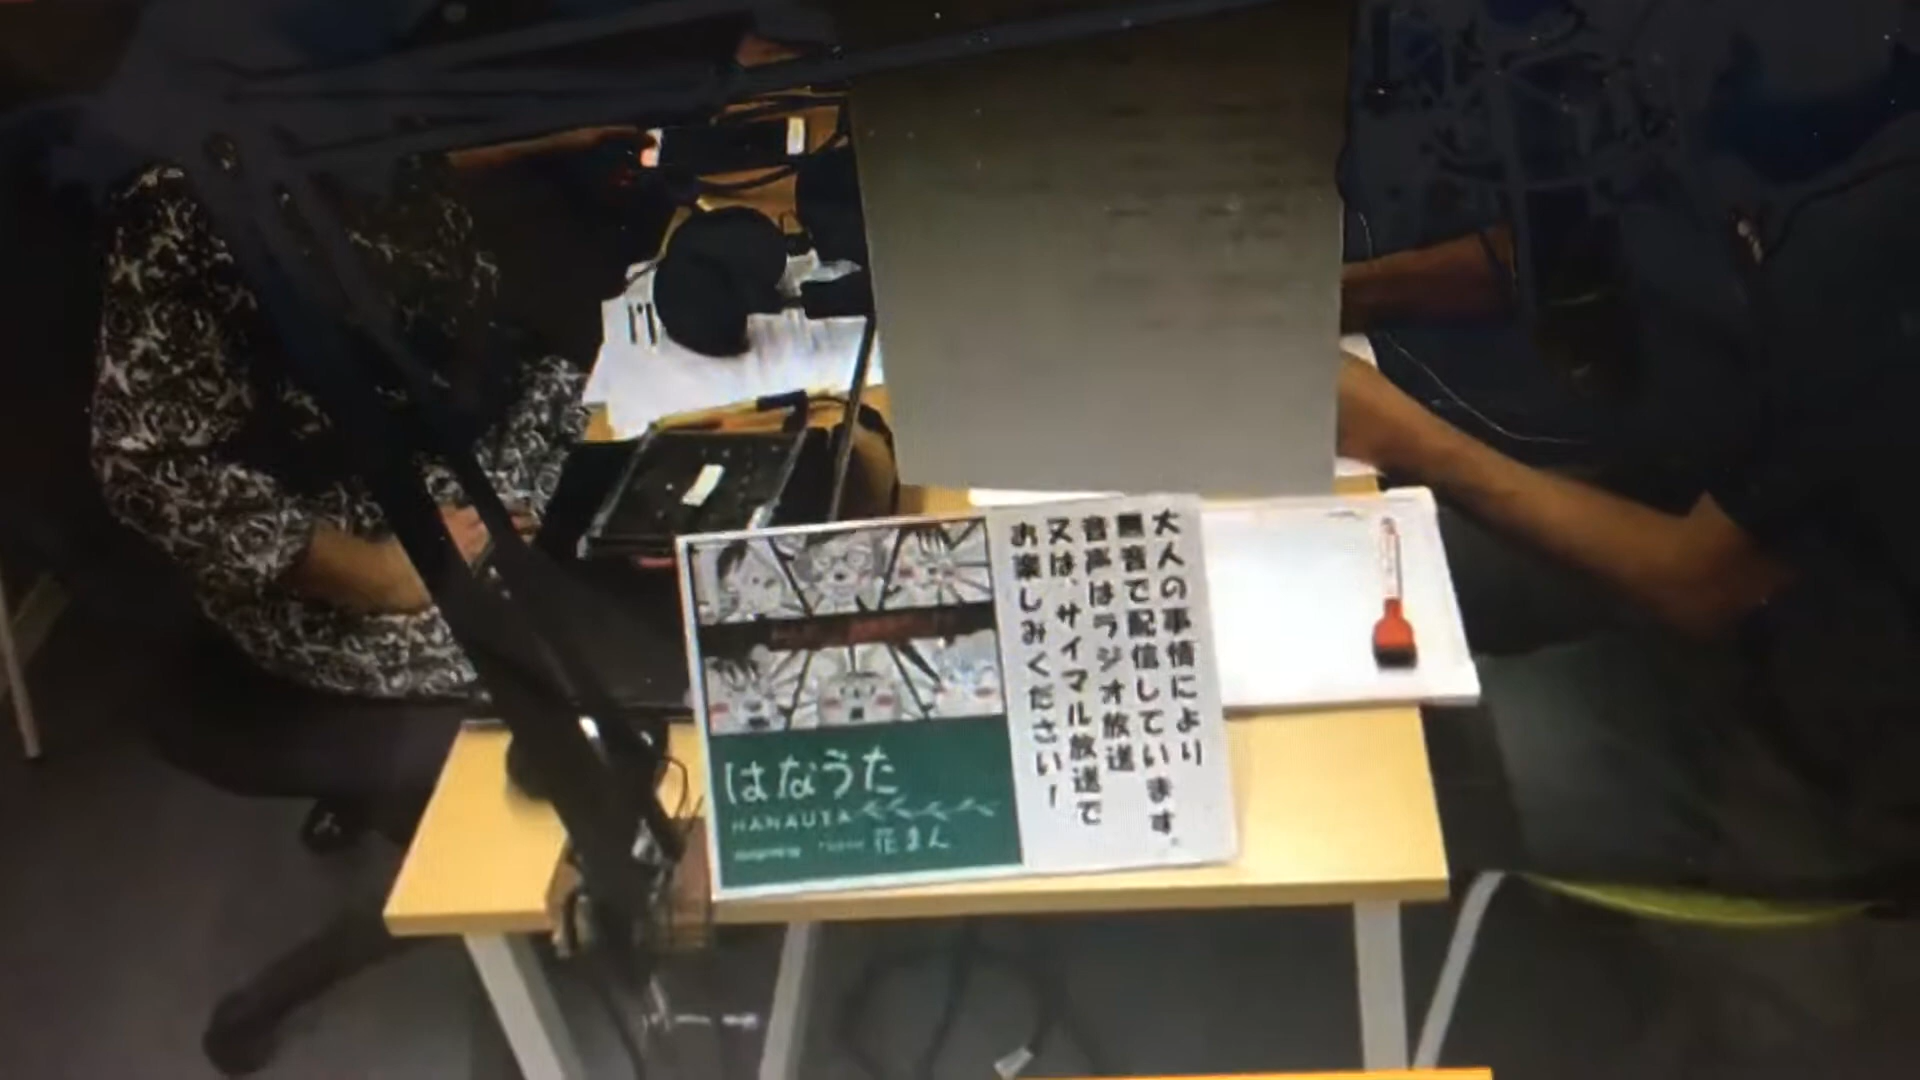 大人の事情により
無音で配信しています。
音声はラジオ放送
又は、サイマル放送で
お楽しみください!
はなうた
HANAUTA
花まん